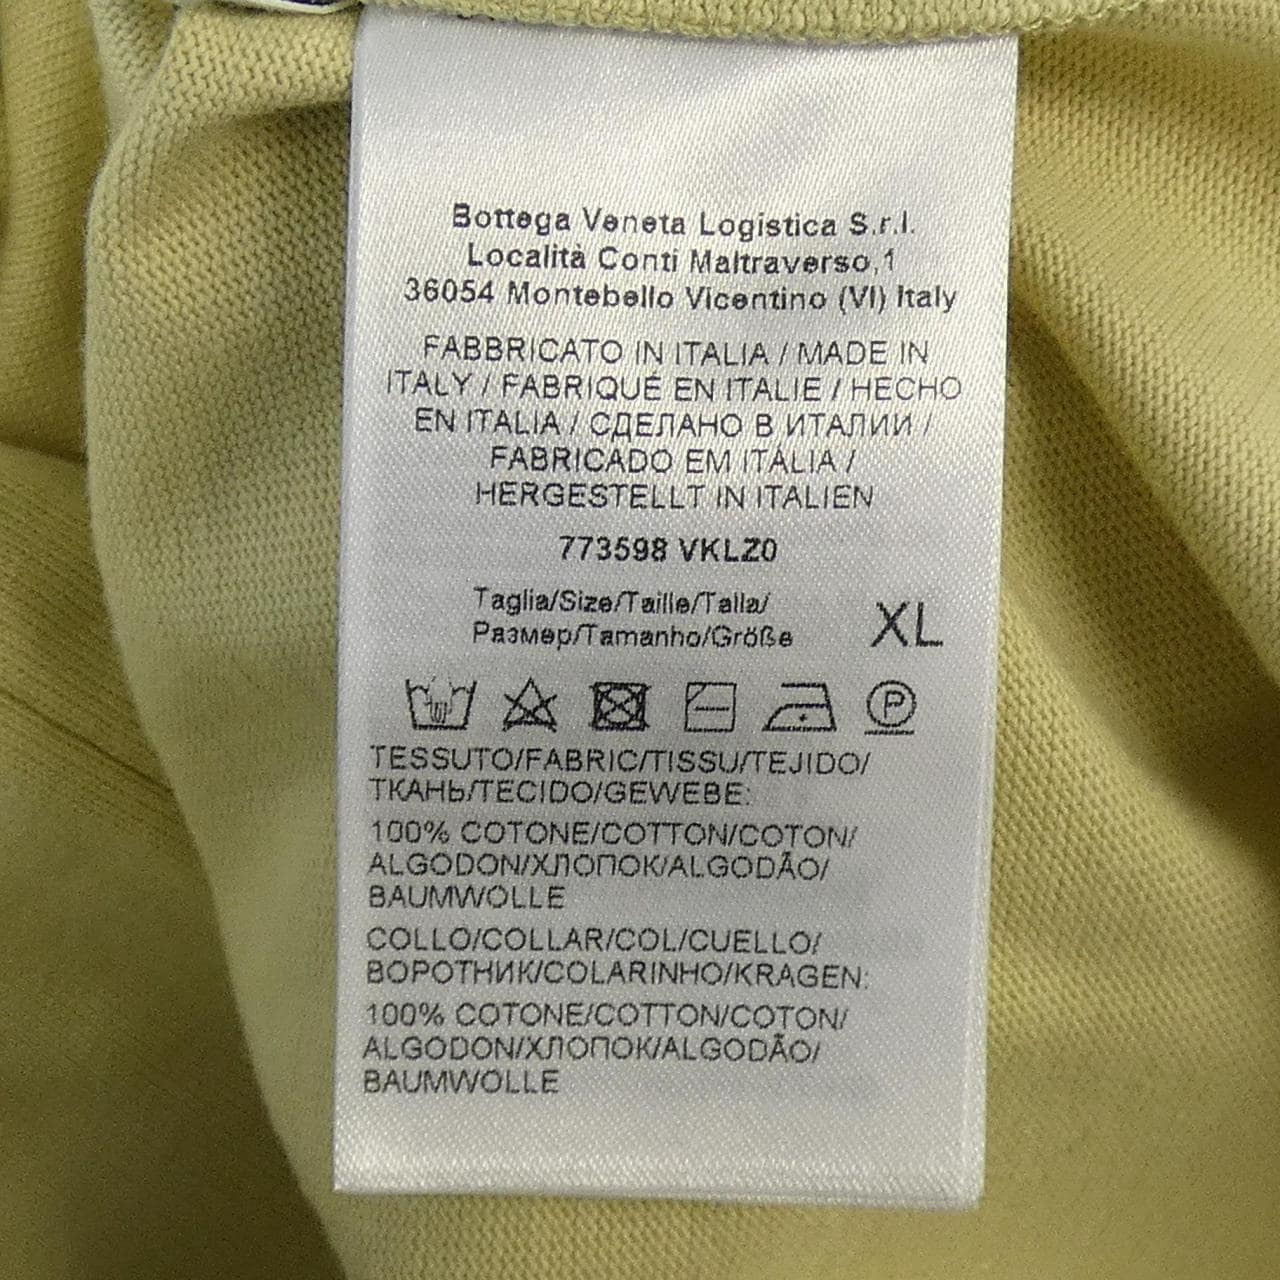 Bottega Veneta Logistica S.r.l.
Località Conti Maltraverso,1
36054 Montebello Vicentino (VI) Italy
FABBRICATO IN ITALIA / MADE IN
ITALY / FABRIQUÉ EN ITALIE / HECHO
EN ITALIA / СДЕЛАНО В ИТАЛИИ /
FABRICADO EM ITÁLIA /
HERGESTELLT IN ITALIEN
773598 VKLZ0
Taglia/Size/Taille/Talla/
Размер/Tamanho/Größe XL
P
TESSUTO/FABRIC/TISSU/TEJIDO/
ТКАНЬ/TECIDO/GEWEBE:
100% COTONE/COTTON/COTON/
ALGODON/ХЛОПОК/ALGODÃO/
BAUMWOLLE
COLLO/COLLAR/COL/CUELLO/
ВОРОТНИК/COLARINHO/KRAGEN:
100% COTONE/COTTON/COTON/
ALGODON/ХЛОПОК/ALGODÃO/
BAUMWOLLE